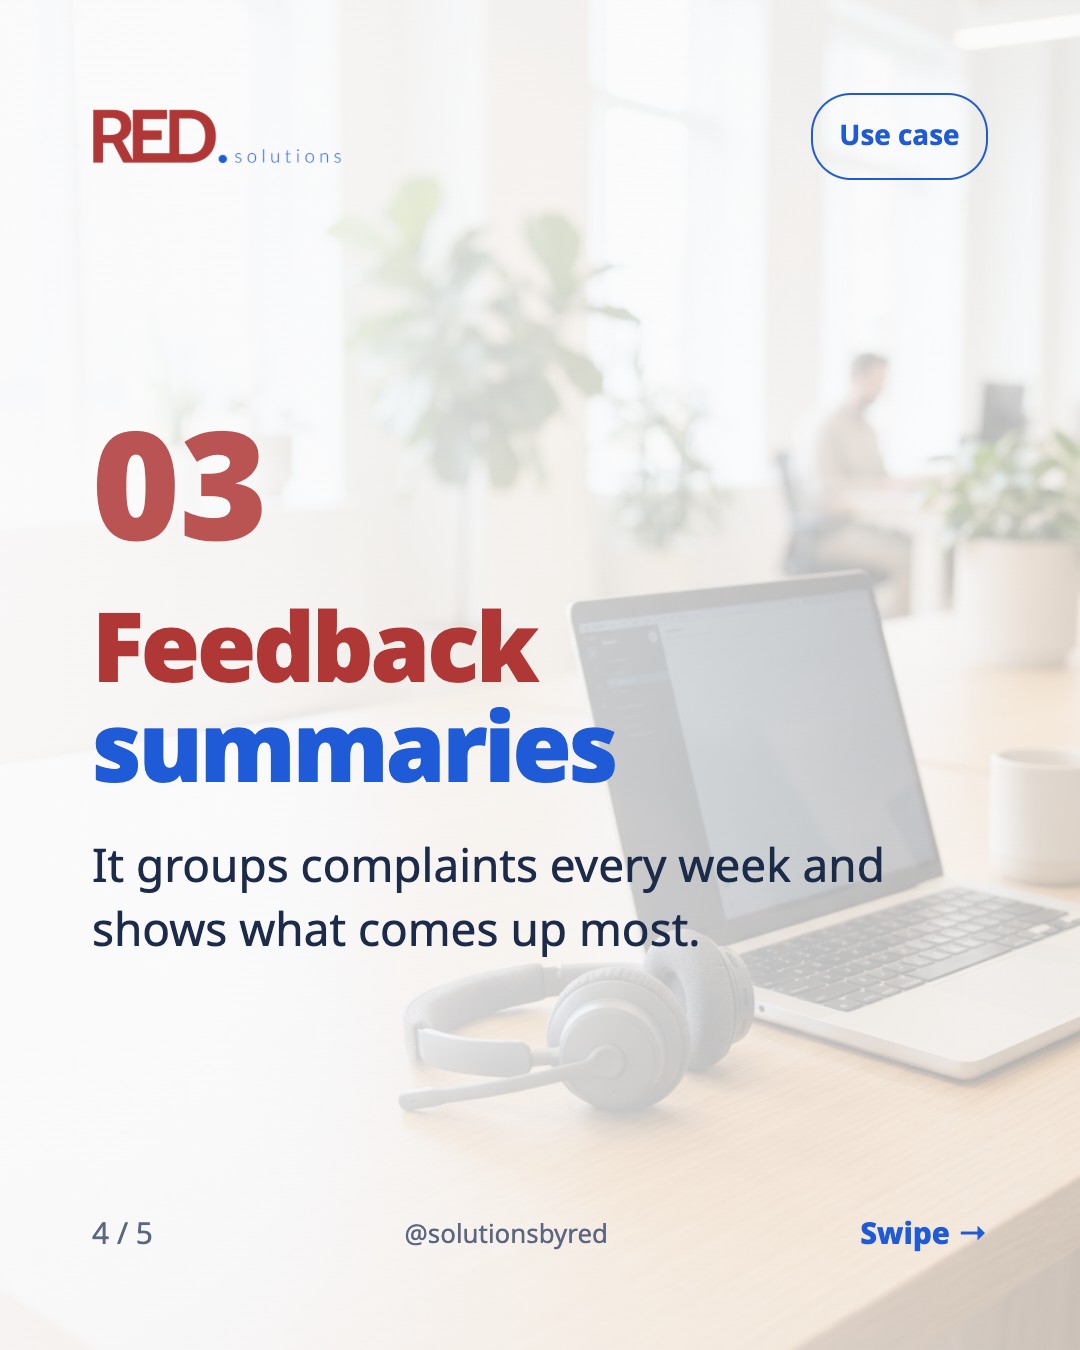 RED.solutions
Use case
03
Feedback
summaries
It groups complaints every week and
shows what comes up most.
4 / 5
@solutionsbyred
Swipe →